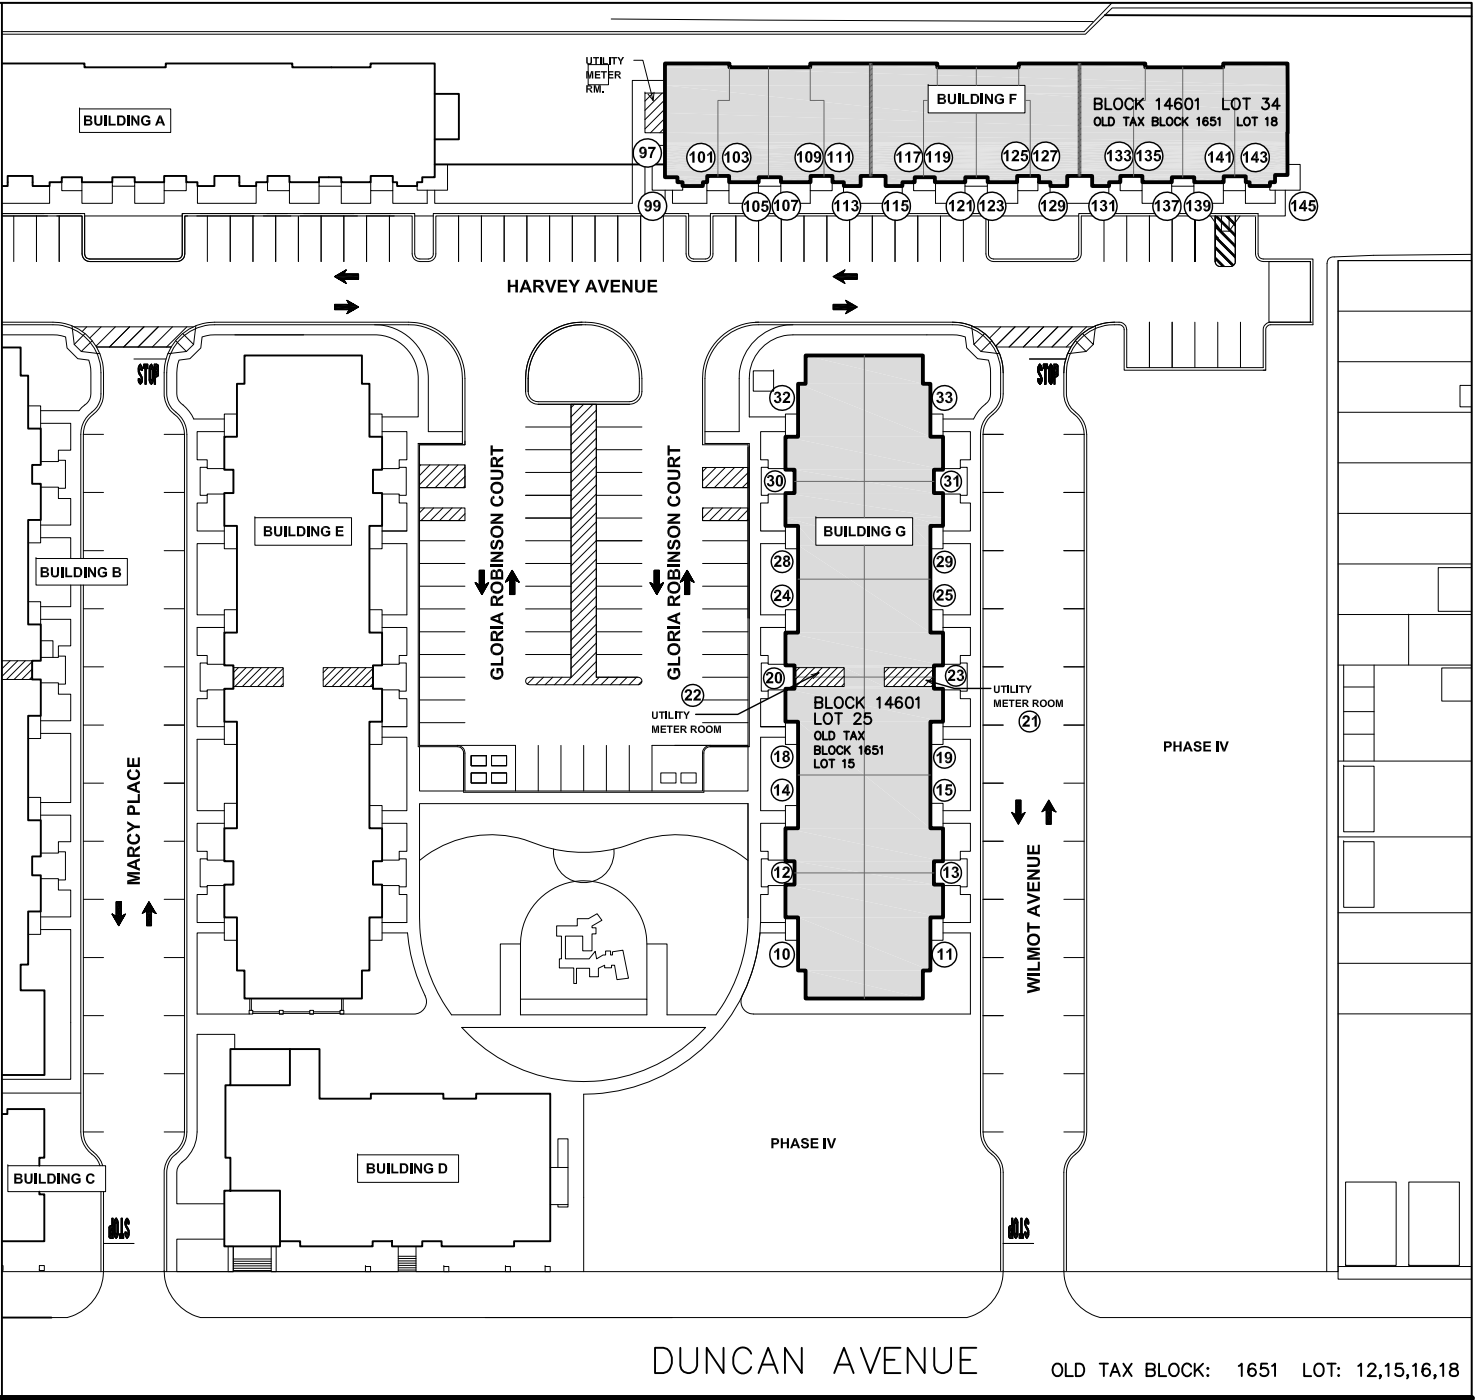 UTILITY
METER
RM.
BUILDING A
BUILDING F
BLOCK 14601 LOT 34
OLD TAX BLOCK 1651 LOT 18
97
101
103
109
111
117
119
125
127
133
135
141
143
99
105
107
113
115
121
123
129
131
137
139
145
HARVEY AVENUE
STOP
STOP
32
33
30
31
GLORIA ROBINSON COURT
GLORIA ROBINSON COURT
BUILDING E
BUILDING G
BUILDING B
28
29
24
25
20
23
22
UTILITY
METER ROOM
UTILITY
METER ROOM
21
BLOCK 14601
LOT 25
OLD TAX
BLOCK 1651
LOT 15
PHASE IV
18
19
14
15
MARCY PLACE
12
13
WILMOT AVENUE
10
11
PHASE IV
BUILDING D
BUILDING C
STOP
STOP
DUNCAN AVENUE
OLD TAX BLOCK: 1651 LOT: 12,15,16,18